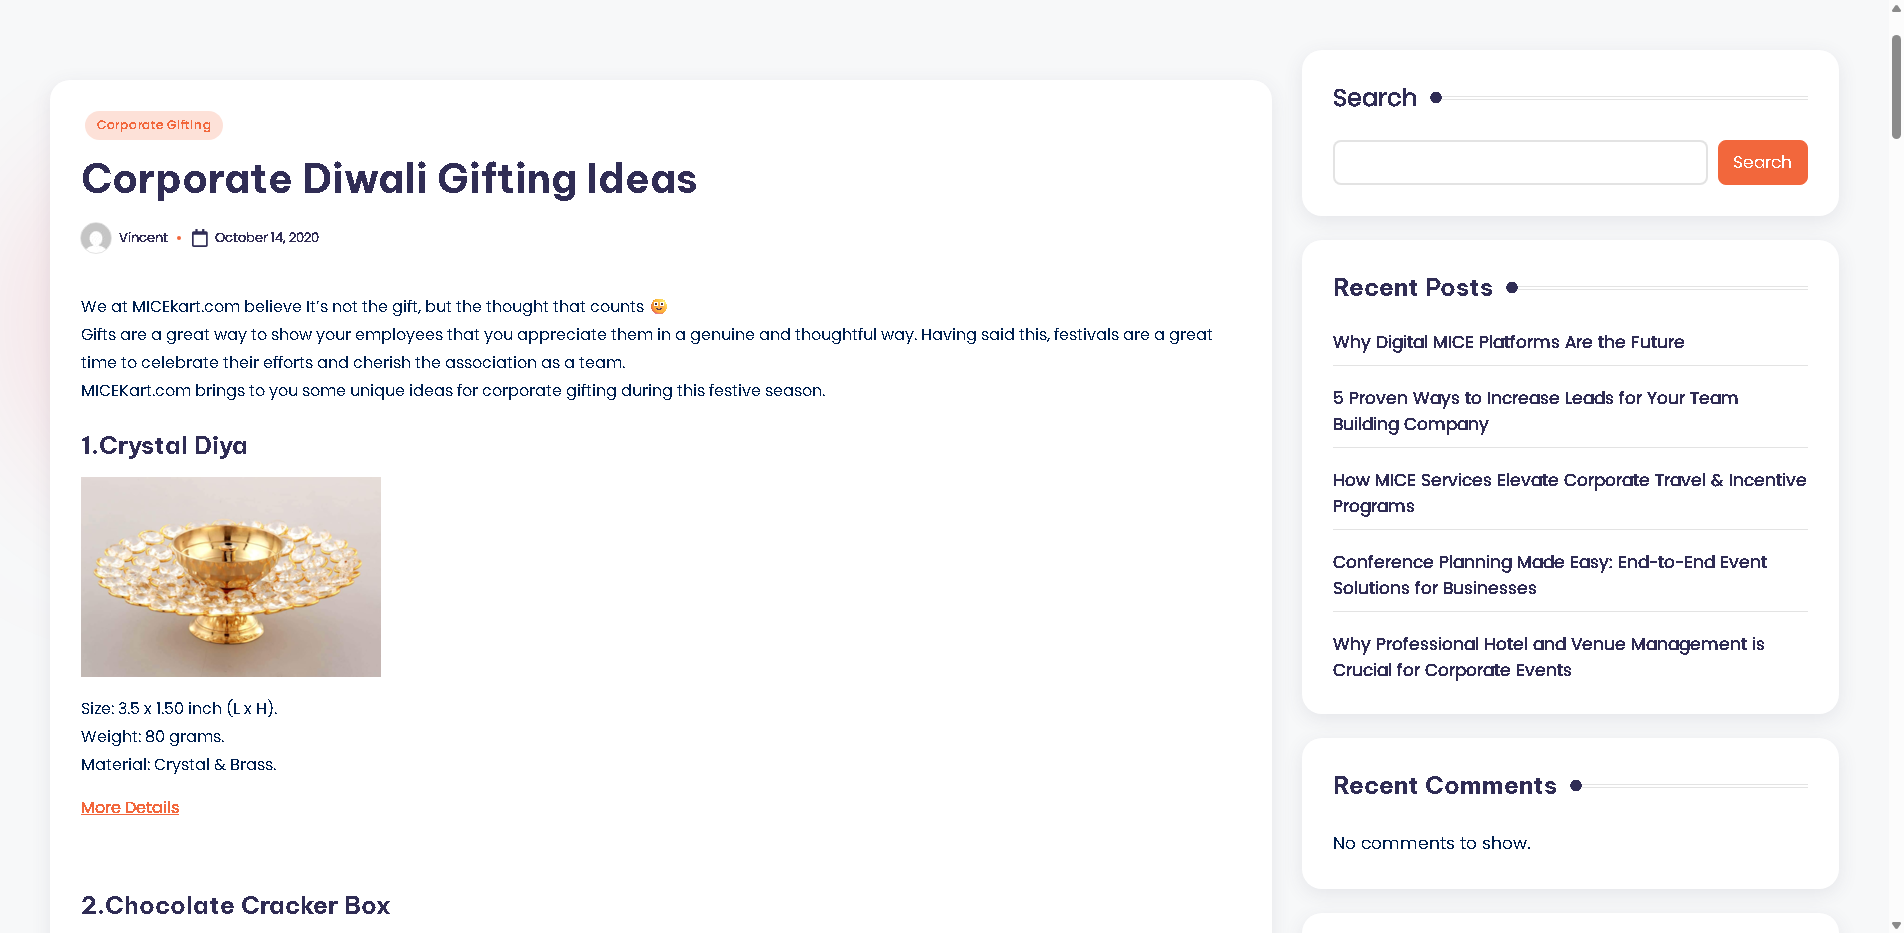 Corporate Gifting
Corporate Diwali Gifting Ideas
Vincent • October 14, 2020
We at MICEkart.com believe It's not the gift, but the thought that counts 😇
Gifts are a great way to show your employees that you appreciate them in a genuine and thoughtful way. Having said this, festivals are a great
time to celebrate their efforts and cherish the association as a team.
MICEKart.com brings to you some unique ideas for corporate gifting during this festive season.
1.Crystal Diya
Size: 3.5 x 1.50 inch (L x H).
Weight: 80 grams.
Material: Crystal & Brass.
More Details
2.Chocolate Cracker Box
Search
Search
Recent Posts
Why Digital MICE Platforms Are the Future
5 Proven Ways to Increase Leads for Your Team
Building Company
How MICE Services Elevate Corporate Travel & Incentive
Programs
Conference Planning Made Easy: End-to-End Event
Solutions for Businesses
Why Professional Hotel and Venue Management is
Crucial for Corporate Events
Recent Comments
No comments to show.